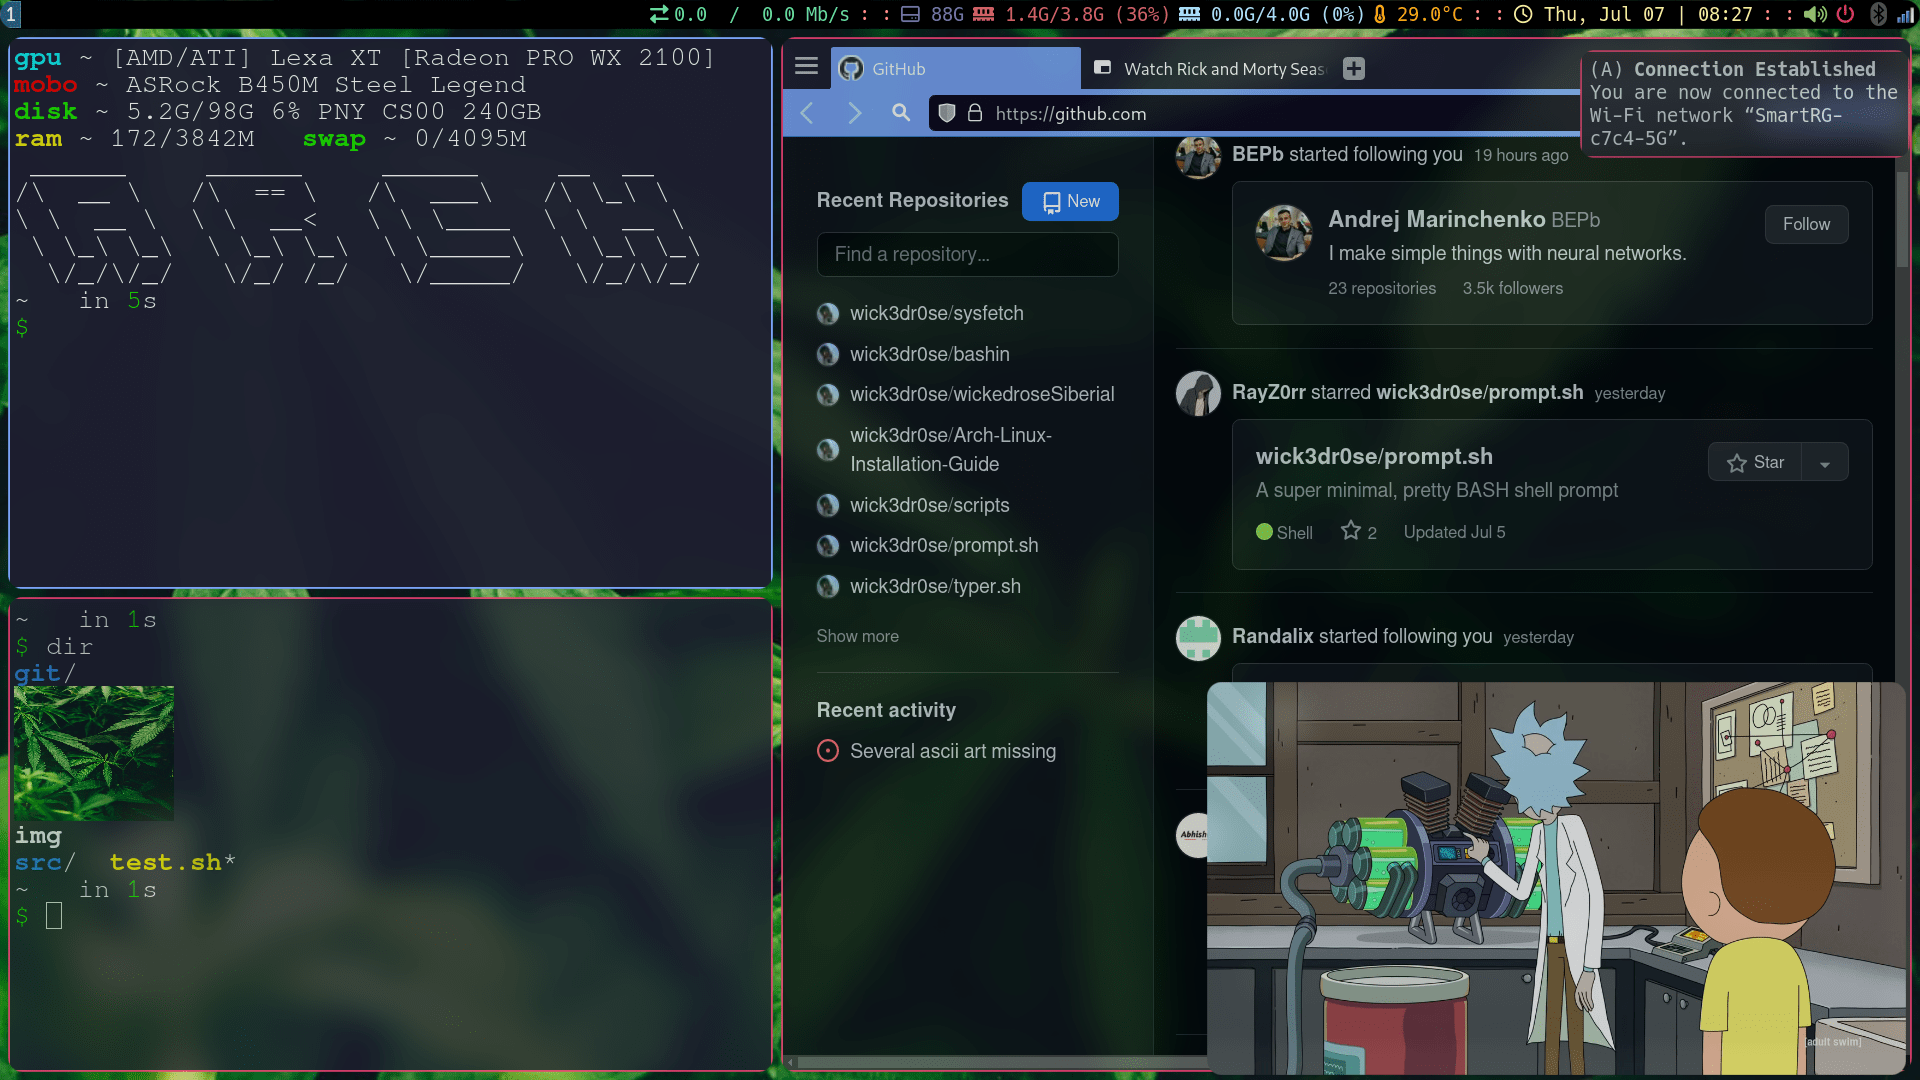 1
0.0 / 0.0 Mb/s : : 88G 1.4G/3.8G (36%) 0.0G/4.0G (0%) 29.0°C : : Thu, Jul 07 | 08:27 : :
gpu ~ [AMD/ATI] Lexa XT [Radeon PRO WX 2100]
mobo ~ ASRock B450M Steel Legend
disk ~ 5.2G/98G 6% PNY CS00 240GB
ram ~ 172/3842M swap ~ 0/4095M
ARCH
~ in 5s
$
~ in 1s
$ dir
git/
img
src/ test.sh*
~ in 1s
$
GitHub
Watch Rick and Morty Seas
https://github.com
(A) Connection Established
You are now connected to the
Wi-Fi network “SmartRG-
c7c4-5G”.
Recent Repositories
New
Find a repository...
wick3dr0se/sysfetch
wick3dr0se/bashin
wick3dr0se/wickedroseSiberial
wick3dr0se/Arch-Linux-
Installation-Guide
wick3dr0se/scripts
wick3dr0se/prompt.sh
wick3dr0se/typer.sh
Show more
Recent activity
Several ascii art missing
BEPb started following you 19 hours ago
Andrej Marinchenko BEPb
Follow
I make simple things with neural networks.
23 repositories 3.5k followers
RayZ0rr starred wick3dr0se/prompt.sh yesterday
wick3dr0se/prompt.sh
Star
A super minimal, pretty BASH shell prompt
Shell 2 Updated Jul 5
Randalix started following you yesterday
Abhish
[adult swim]